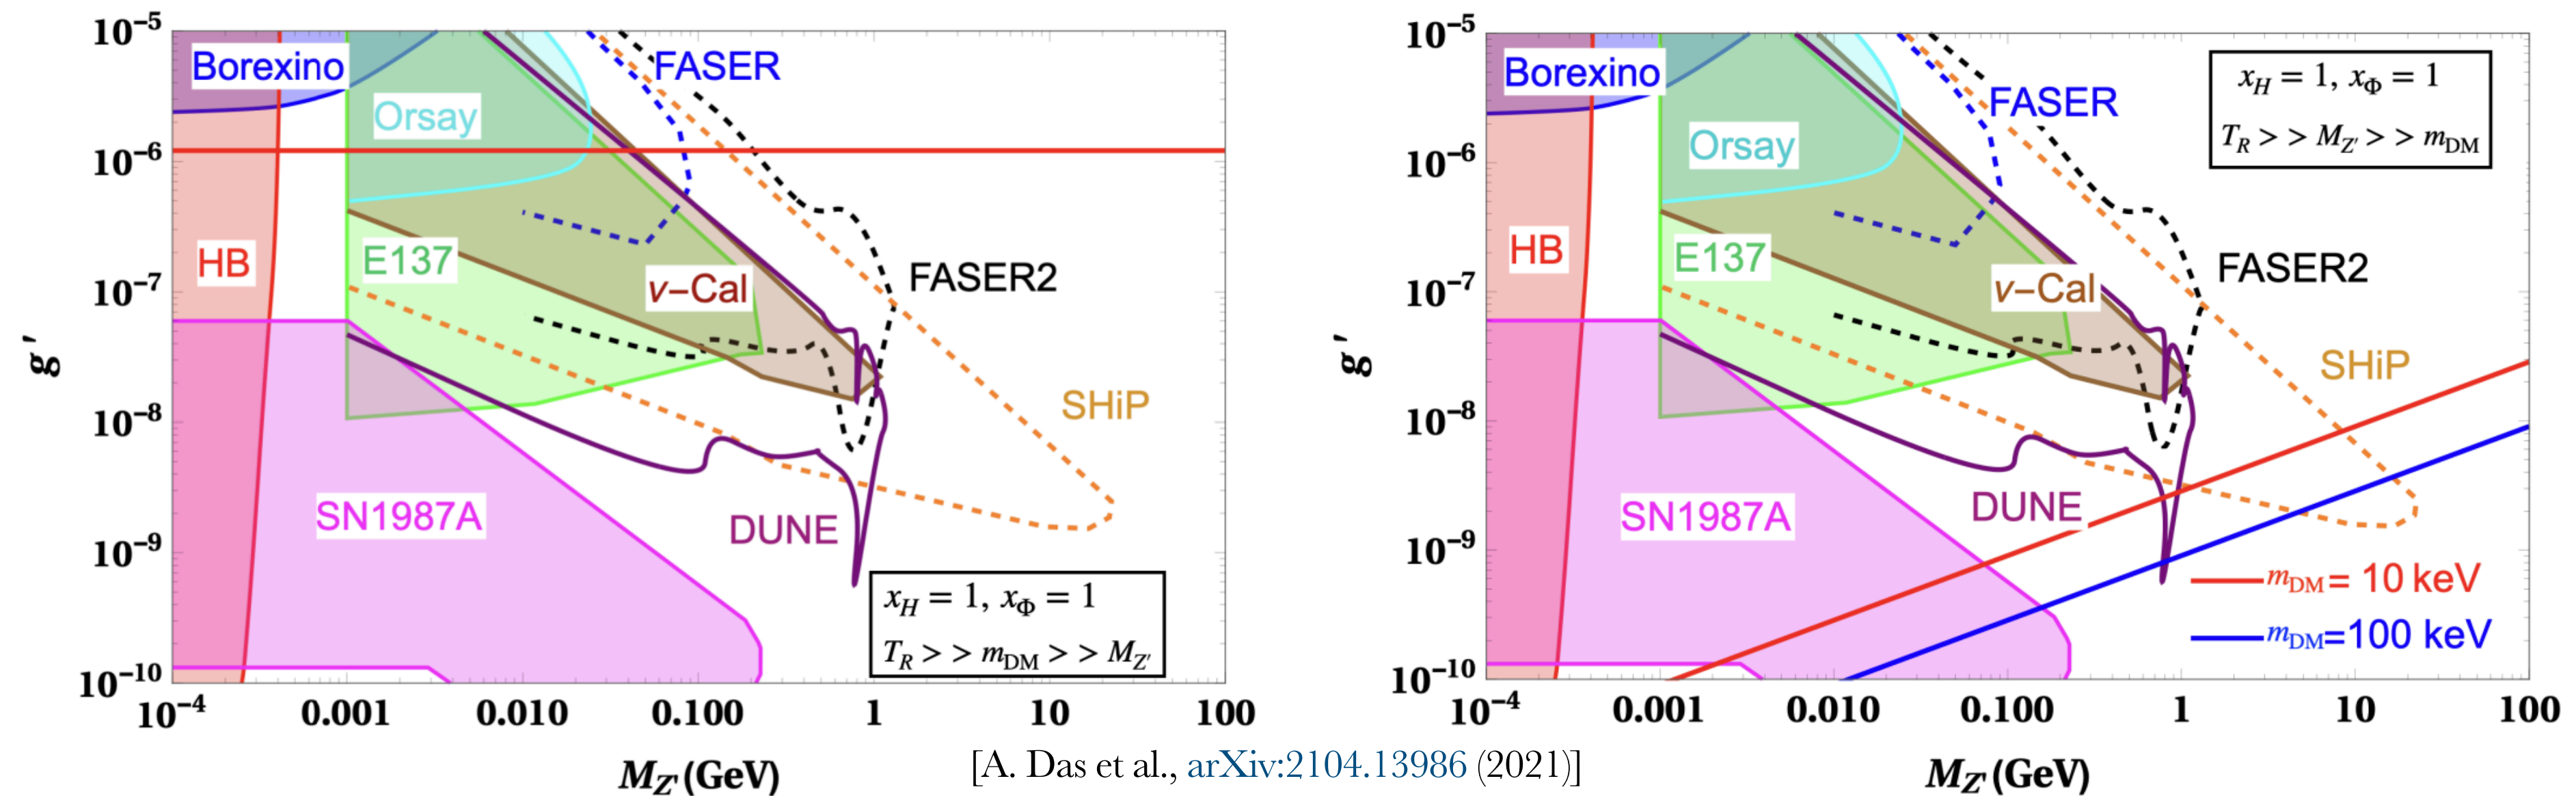 10⁻⁵
10⁻⁶
10⁻⁷
10⁻⁸
10⁻⁹
10⁻¹⁰
g'
Borexino
Orsay
FASER
HB
E137
ν−Cal
FASER2
SHiP
SN1987A
DUNE
x_H = 1, x_Φ = 1
T_R > > m_DM > > M_Z'
10⁻⁴ 0.001 0.010 0.100 1 10 100
M_Z' (GeV)
10⁻⁵
10⁻⁶
10⁻⁷
10⁻⁸
10⁻⁹
10⁻¹⁰
g'
Borexino
x_H = 1, x_Φ = 1
T_R > > M_Z' > > m_DM
FASER
Orsay
HB
E137
ν−Cal
FASER2
SHiP
SN1987A
DUNE
m_DM= 10 keV
m_DM=100 keV
10⁻⁴ 0.001 0.010 0.100 1 10 100
M_Z' (GeV)
[A. Das et al., arXiv:2104.13986 (2021)]